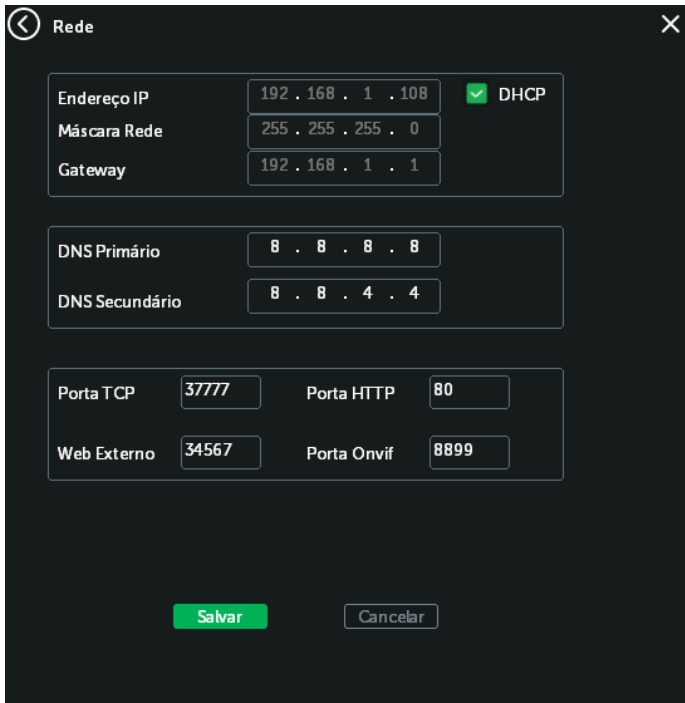 Rede
Endereço IP 192 . 168 . 1 . 108 DHCP
Máscara Rede 255 . 255 . 255 . 0
Gateway 192 . 168 . 1 . 1
DNS Primário 8 . 8 . 8 . 8
DNS Secundário 8 . 8 . 4 . 4
Porta TCP 37777 Porta HTTP 80
Web Externo 34567 Porta Onvif 8899
Salvar Cancelar